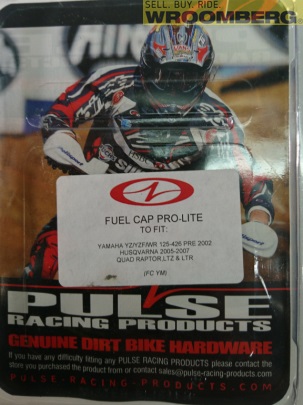 SELL. BUY. RIDE.
WROOMBERG
FUEL CAP PRO-LITE
TO FIT:
YAMAHA YZ/YZF/WR 125-426 PRE 2002
HUSQVARNA 2005-2007
QUAD RAPTOR,LTZ & LTR
(FC YM)
PULSE
RACING PRODUCTS
GENUINE DIRT BIKE HARDWARE
If you have any difficulty fitting any PULSE RACING PRODUCTS please contact the
store you purchased the product from or contact sales@pulse-racing-products.com
PULSE-RACING-PRODUCTS.COM